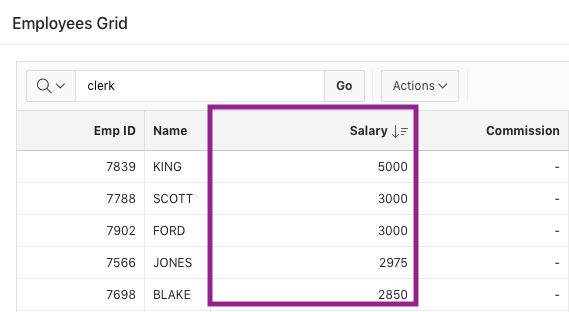 Employees Grid
clerk Go Actions
Emp ID Name Salary Commission
7839 KING 5000 -
7788 SCOTT 3000 -
7902 FORD 3000 -
7566 JONES 2975 -
7698 BLAKE 2850 -